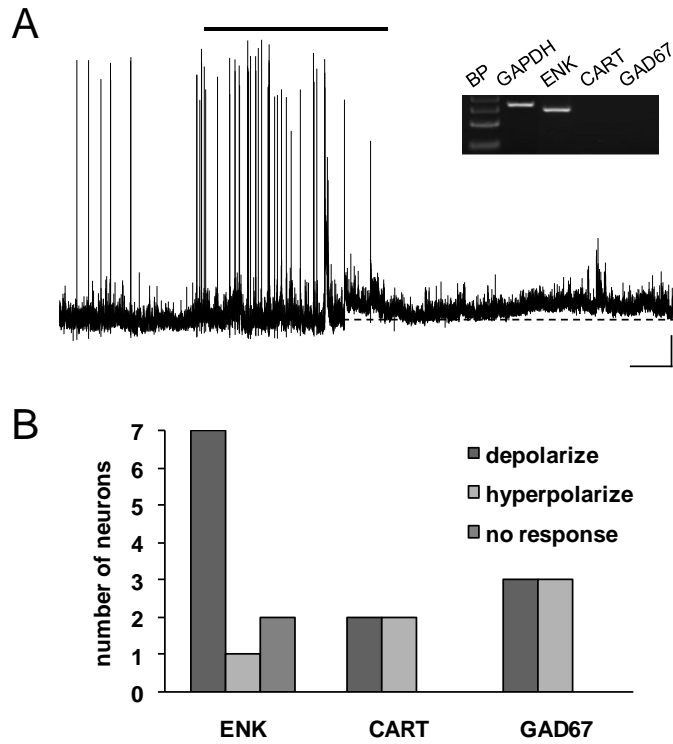 A
BP GAPDH ENK CART GAD67
B
number of neurons
7
6
5
4
3
2
1
0
depolarize
hyperpolarize
no response
ENK CART GAD67